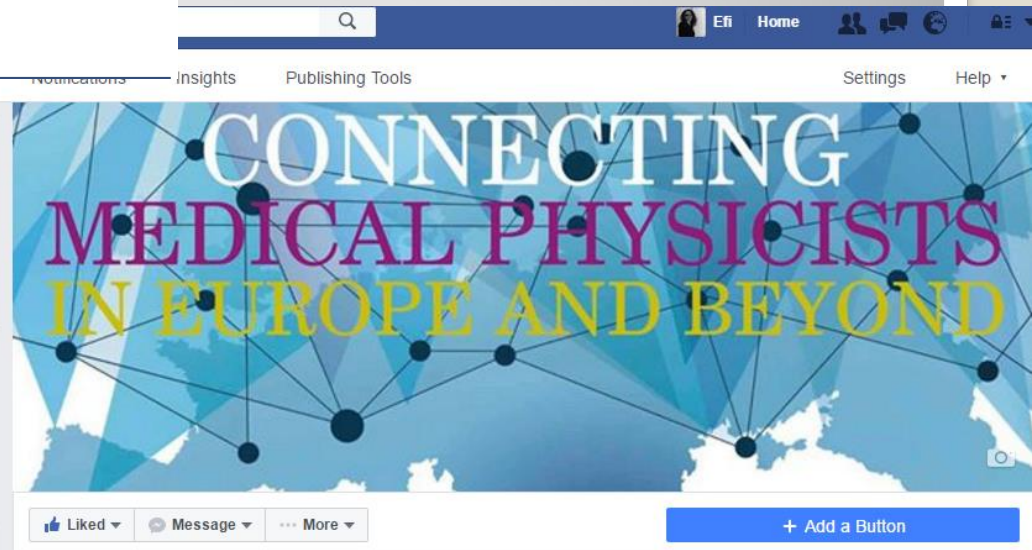 Efi Home
Notifications Insights Publishing Tools Settings Help
CONNECTING
MEDICAL PHYSICISTS
IN EUROPE AND BEYOND
Liked Message More + Add a Button